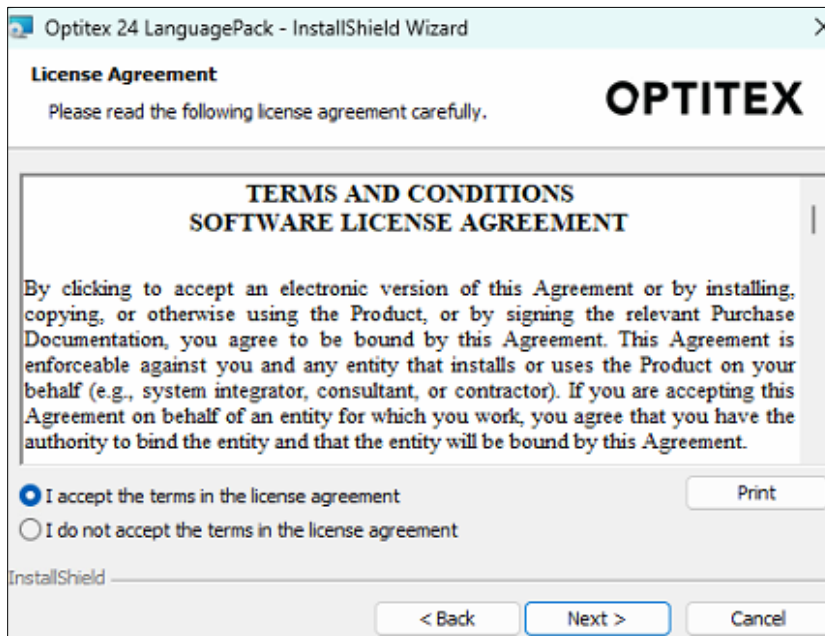 Optitex 24 LanguagePack - InstallShield Wizard
License Agreement
Please read the following license agreement carefully.
OPTITEX
TERMS AND CONDITIONS
SOFTWARE LICENSE AGREEMENT
By clicking to accept an electronic version of this Agreement or by installing,
copying, or otherwise using the Product, or by signing the relevant Purchase
Documentation, you agree to be bound by this Agreement. This Agreement is
enforceable against you and any entity that installs or uses the Product on your
behalf (e.g., system integrator, consultant, or contractor). If you are accepting this
Agreement on behalf of an entity for which you work, you agree that you have the
authority to bind the entity and that the entity will be bound by this Agreement.
I accept the terms in the license agreement
Print
I do not accept the terms in the license agreement
InstallShield
< Back
Next >
Cancel